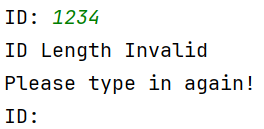 ID: 1234
ID Length Invalid
Please type in again!
ID: